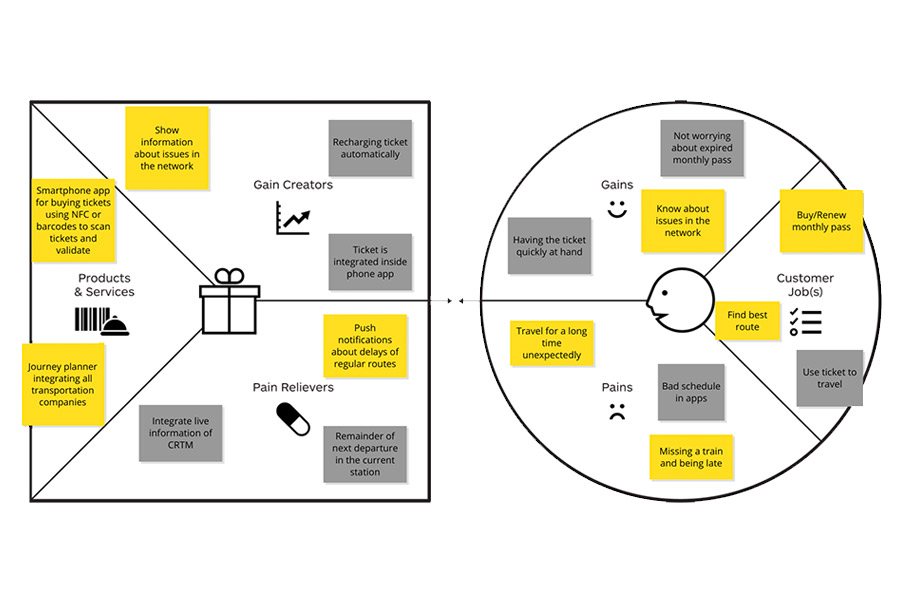 Show
information
about issues in
the network
Recharging ticket
automatically
Gain Creators
Smartphone app
for buying tickets
using NFC or
barcodes to scan
tickets and
validate
Ticket is
integrated inside
phone app
Products
& Services
Push
notifications
about delays of
regular routes
Journey planner
integrating all
transportation
companies
Pain Relievers
Integrate live
information of
CRTM
Remainder of
next departure
in the current
station
Not worrying
about expired
monthly pass
Gains
Know about
issues in the
network
Buy/Renew
monthly pass
Having the ticket
quickly at hand
Customer
Job(s)
Find best
route
Travel for a long
time
unexpectedly
Use ticket to
travel
Pains
Bad schedule
in apps
Missing a train
and being late